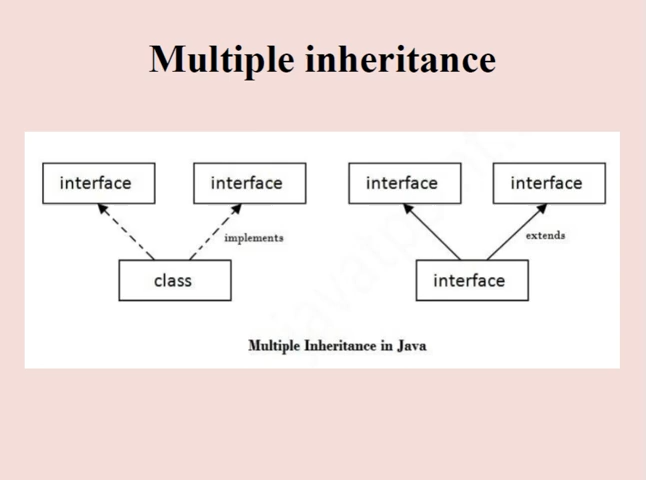 Multiple inheritance
interface interface interface interface
implements extends
class interface
Multiple Inheritance in Java